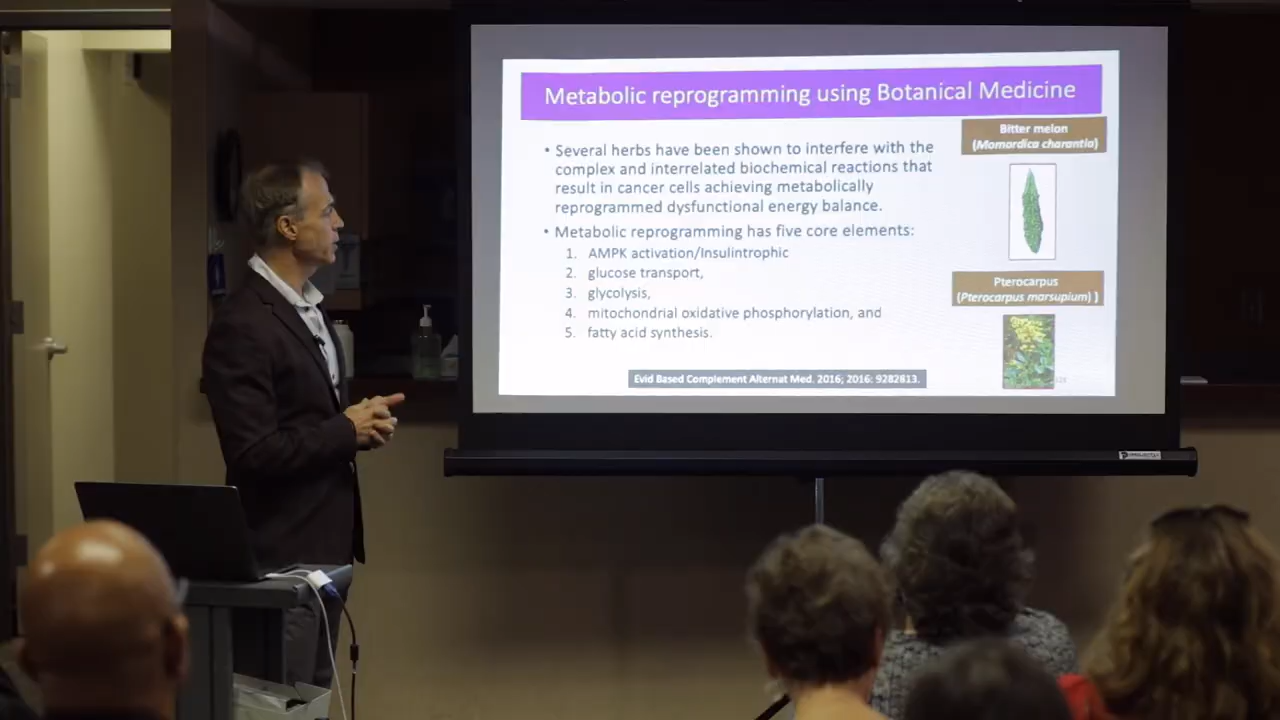 Metabolic reprogramming using Botanical Medicine
Bitter melon
(Momordica charantia)
• Several herbs have been shown to interfere with the
complex and interrelated biochemical reactions that
result in cancer cells achieving metabolically
reprogrammed dysfunctional energy balance.
• Metabolic reprogramming has five core elements:
1. AMPK activation/Insulintrophic
2. glucose transport,
3. glycolysis,
4. mitochondrial oxidative phosphorylation, and
5. fatty acid synthesis.
Pterocarpus
(Pterocarpus marsupium) )
Evid Based Complement Alternat Med. 2016; 2016: 9282813.